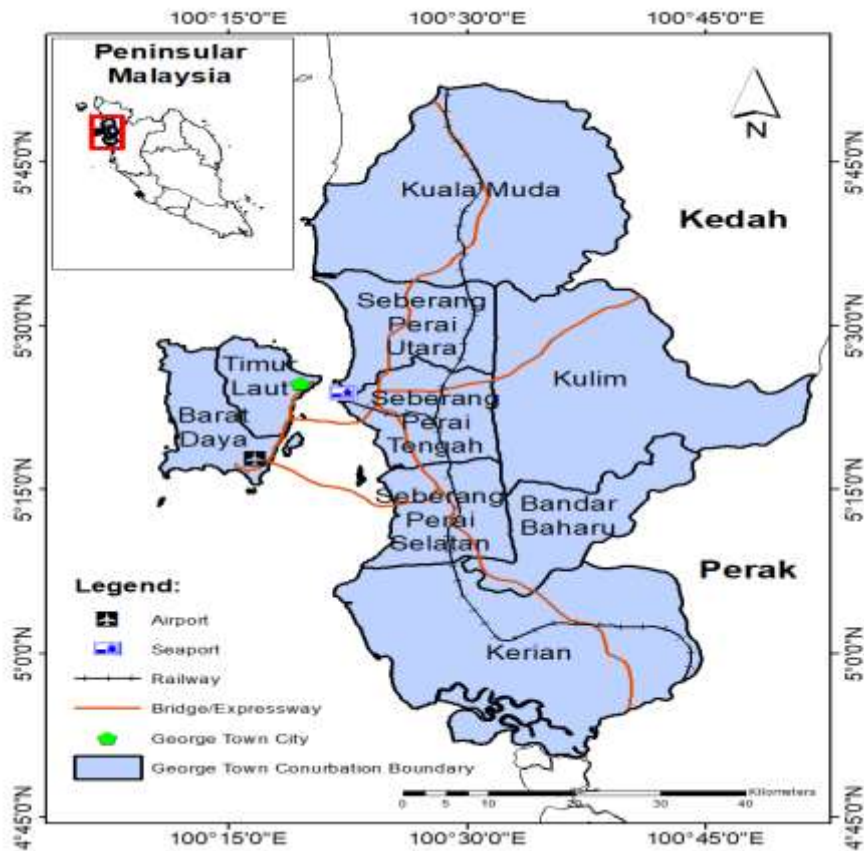 100°15'0"E
100°30'0"E
100°45'0"E
Peninsular
Malaysia
N
5°45'0"N
5°45'0"N
Kuala Muda
Kedah
Seberang
Perai
Utara
5°30'0"N
5°30'0"N
Timur
Laut
Kulim
Barat
Daya
Seberang
Perai
Tengah
5°15'0"N
5°15'0"N
Seberang
Perai
Selatan
Bandar
Baharu
Perak
Legend:
Airport
Seaport
Railway
Bridge/Expressway
George Town City
George Town Conurbation Boundary
Kerian
5°0'0"N
5°0'0"N
Kilometers
0 5 10 20 30 40
4°45'0"N
4°45'0"N
100°15'0"E
100°30'0"E
100°45'0"E